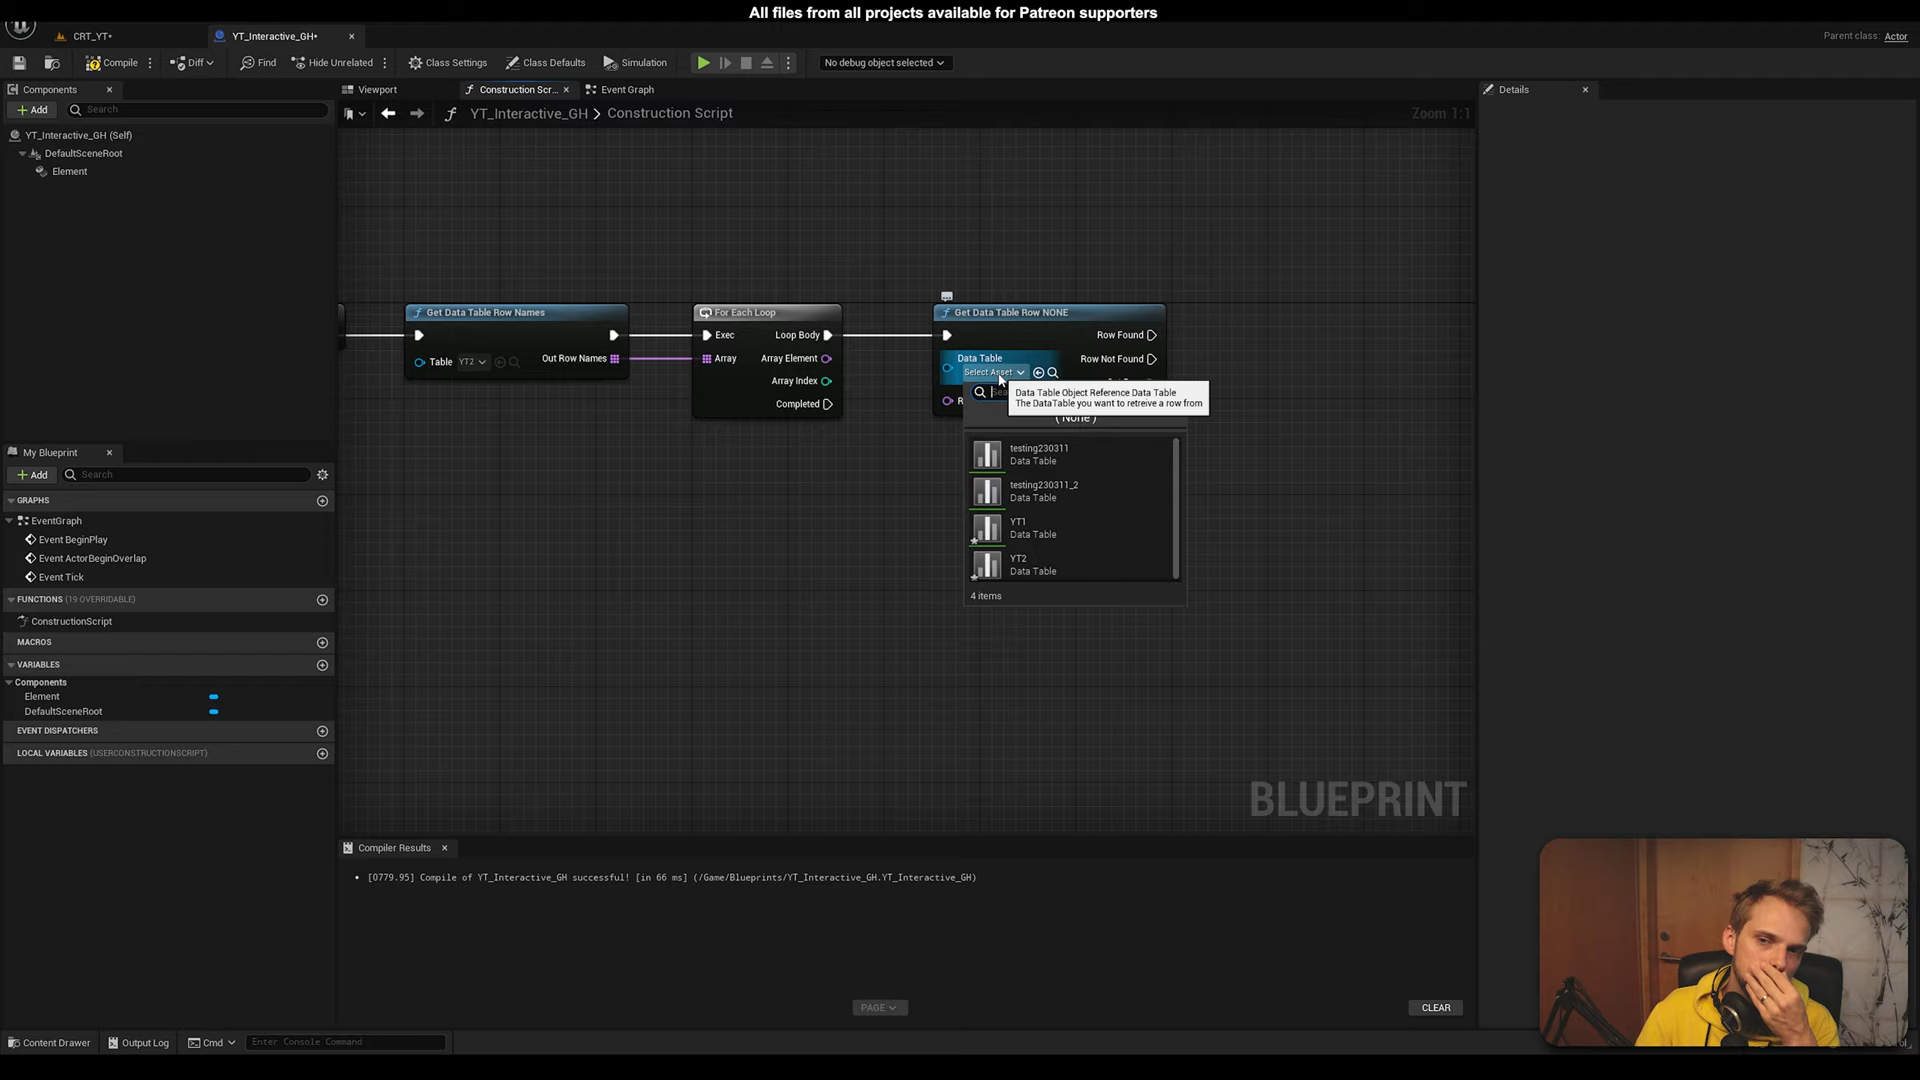 All files from all projects available for Patreon supporters
CRT_YT*
YT_Interactive_GH*
Parent class: Actor
Compile
Diff
Find
Hide Unrelated
Class Settings
Class Defaults
Simulation
No debug object selected
Components
Add
Search
YT_Interactive_GH (Self)
DefaultSceneRoot
Element
Viewport
Construction Scr...
Event Graph
YT_Interactive_GH > Construction Script
Zoom 1:1
Details
Get Data Table Row Names
Table
YT2
Out Row Names
For Each Loop
Exec
Loop Body
Array
Array Element
Array Index
Completed
Get Data Table Row NONE
Row Found
Data Table
Row Not Found
Select Asset
Data Table Object Reference Data Table
The DataTable you want to retreive a row from
( None )
testing230311
Data Table
testing230311_2
Data Table
YT1
Data Table
YT2
Data Table
4 items
My Blueprint
Add
Search
GRAPHS
EventGraph
Event BeginPlay
Event ActorBeginOverlap
Event Tick
FUNCTIONS (19 OVERRIDABLE)
ConstructionScript
MACROS
VARIABLES
Components
Element
DefaultSceneRoot
EVENT DISPATCHERS
LOCAL VARIABLES (USERCONSTRUCTIONSCRIPT)
BLUEPRINT
Compiler Results
[0779.95] Compile of YT_Interactive_GH successful! [in 66 ms] (/Game/Blueprints/YT_Interactive_GH.YT_Interactive_GH)
PAGE
CLEAR
Content Drawer
Output Log
Cmd
Enter Console Command